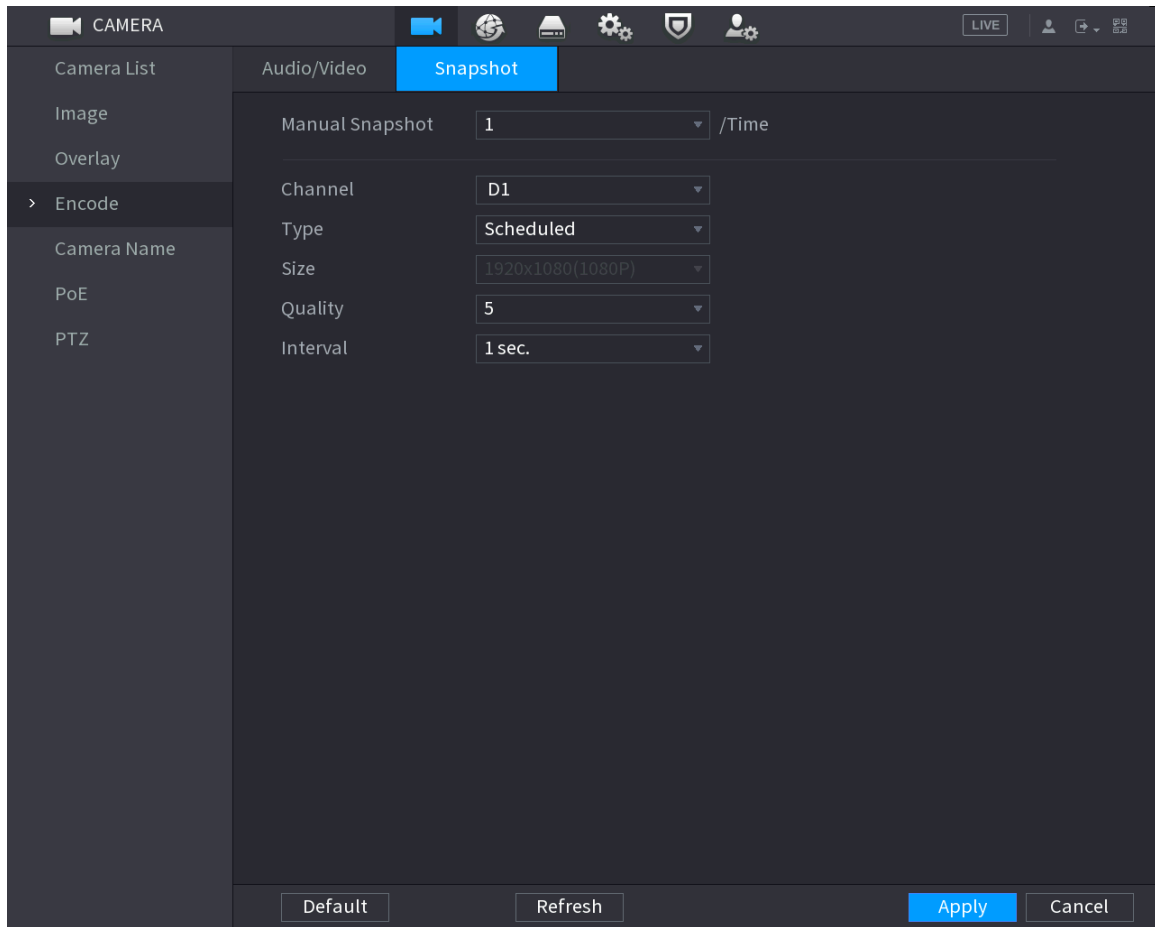 CAMERA
LIVE
Camera List
Image
Overlay
> Encode
Camera Name
PoE
PTZ
Audio/Video
Snapshot
Manual Snapshot 1 /Time
Channel D1
Type Scheduled
Size 1920x1080(1080P)
Quality 5
Interval 1 sec.
Default
Refresh
Apply
Cancel